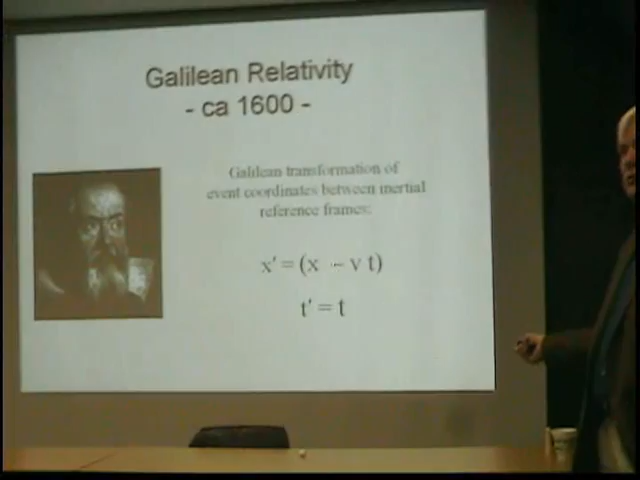 Galilean Relativity
- ca 1600 -
Galilean transformation of
event coordinates between inertial
reference frames:
x' = (x - v t)
t' = t